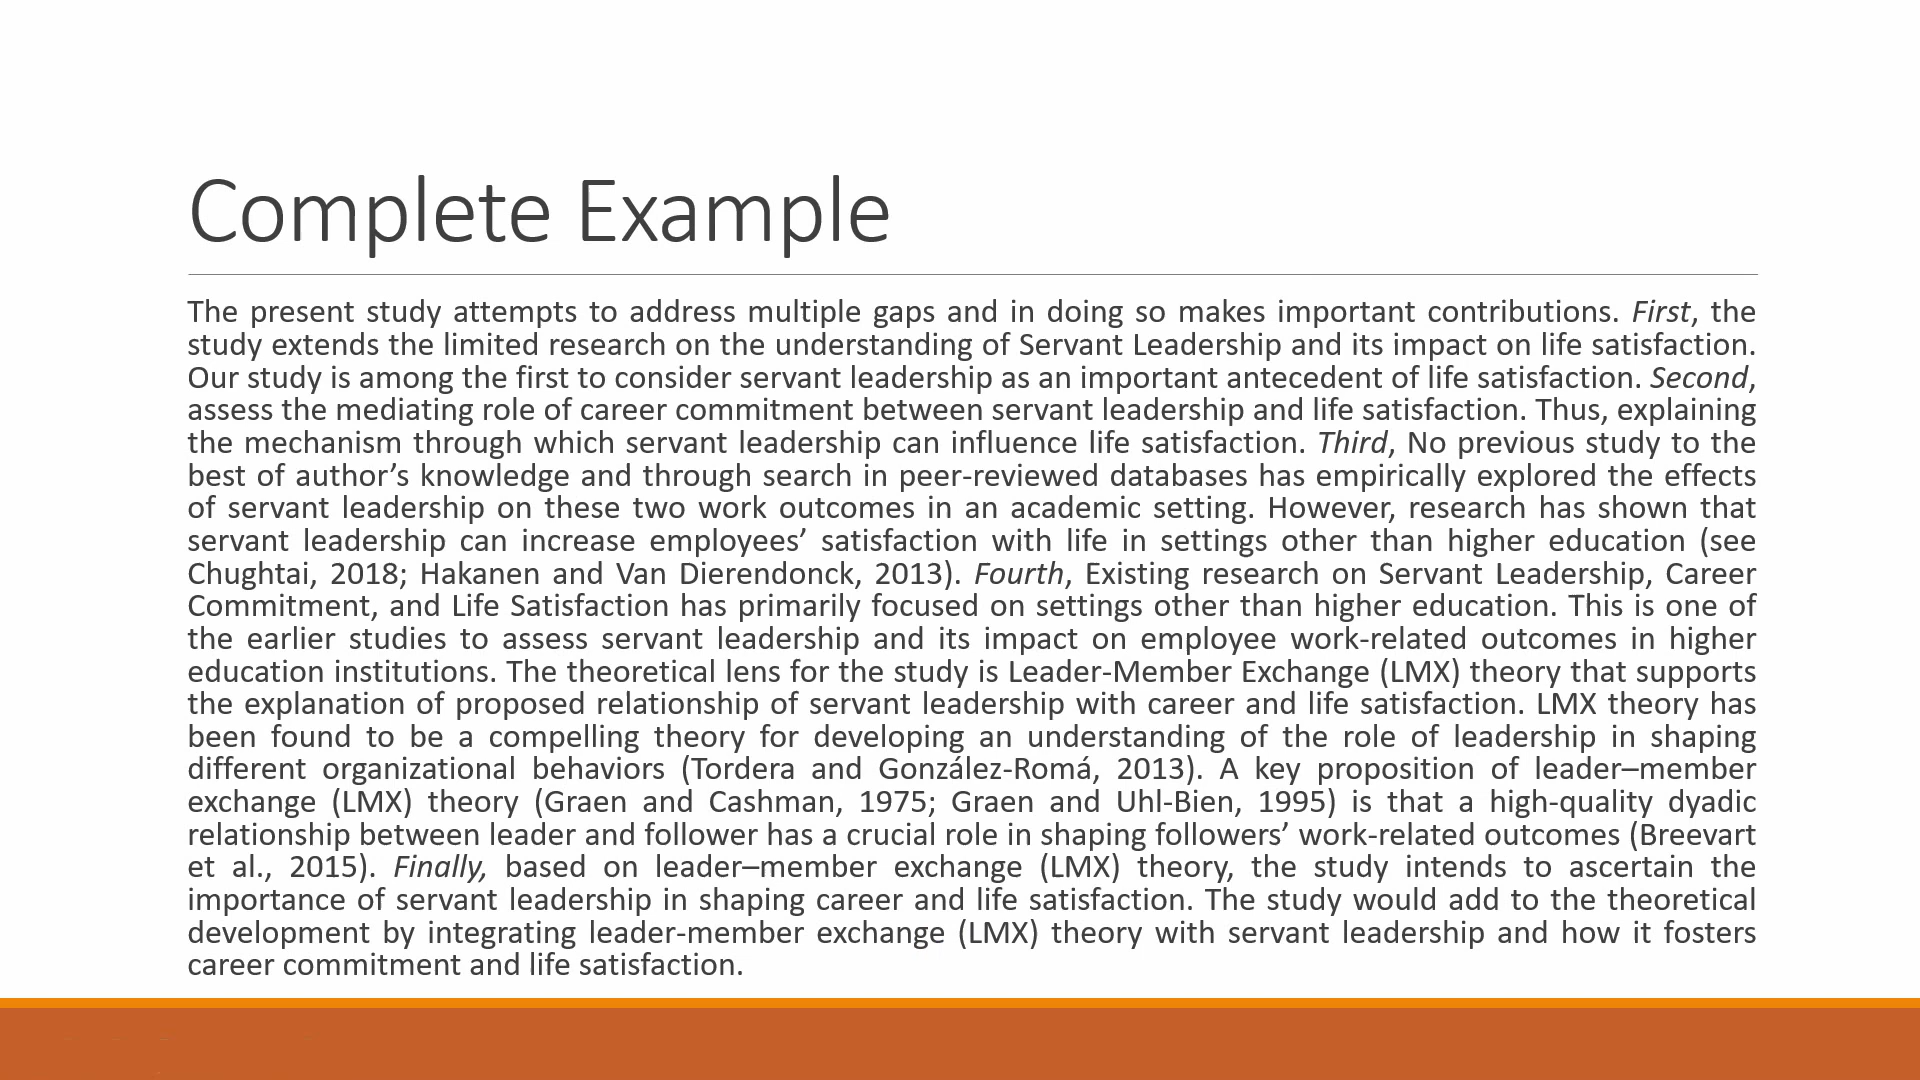 Complete Example
The present study attempts to address multiple gaps and in doing so makes important contributions. First, the
study extends the limited research on the understanding of Servant Leadership and its impact on life satisfaction.
Our study is among the first to consider servant leadership as an important antecedent of life satisfaction. Second,
assess the mediating role of career commitment between servant leadership and life satisfaction. Thus, explaining
the mechanism through which servant leadership can influence life satisfaction. Third, No previous study to the
best of author’s knowledge and through search in peer-reviewed databases has empirically explored the effects
of servant leadership on these two work outcomes in an academic setting. However, research has shown that
servant leadership can increase employees’ satisfaction with life in settings other than higher education (see
Chughtai, 2018; Hakanen and Van Dierendonck, 2013). Fourth, Existing research on Servant Leadership, Career
Commitment, and Life Satisfaction has primarily focused on settings other than higher education. This is one of
the earlier studies to assess servant leadership and its impact on employee work-related outcomes in higher
education institutions. The theoretical lens for the study is Leader-Member Exchange (LMX) theory that supports
the explanation of proposed relationship of servant leadership with career and life satisfaction. LMX theory has
been found to be a compelling theory for developing an understanding of the role of leadership in shaping
different organizational behaviors (Tordera and González-Romá, 2013). A key proposition of leader–member
exchange (LMX) theory (Graen and Cashman, 1975; Graen and Uhl-Bien, 1995) is that a high-quality dyadic
relationship between leader and follower has a crucial role in shaping followers’ work-related outcomes (Breevart
et al., 2015). Finally, based on leader–member exchange (LMX) theory, the study intends to ascertain the
importance of servant leadership in shaping career and life satisfaction. The study would add to the theoretical
development by integrating leader-member exchange (LMX) theory with servant leadership and how it fosters
career commitment and life satisfaction.